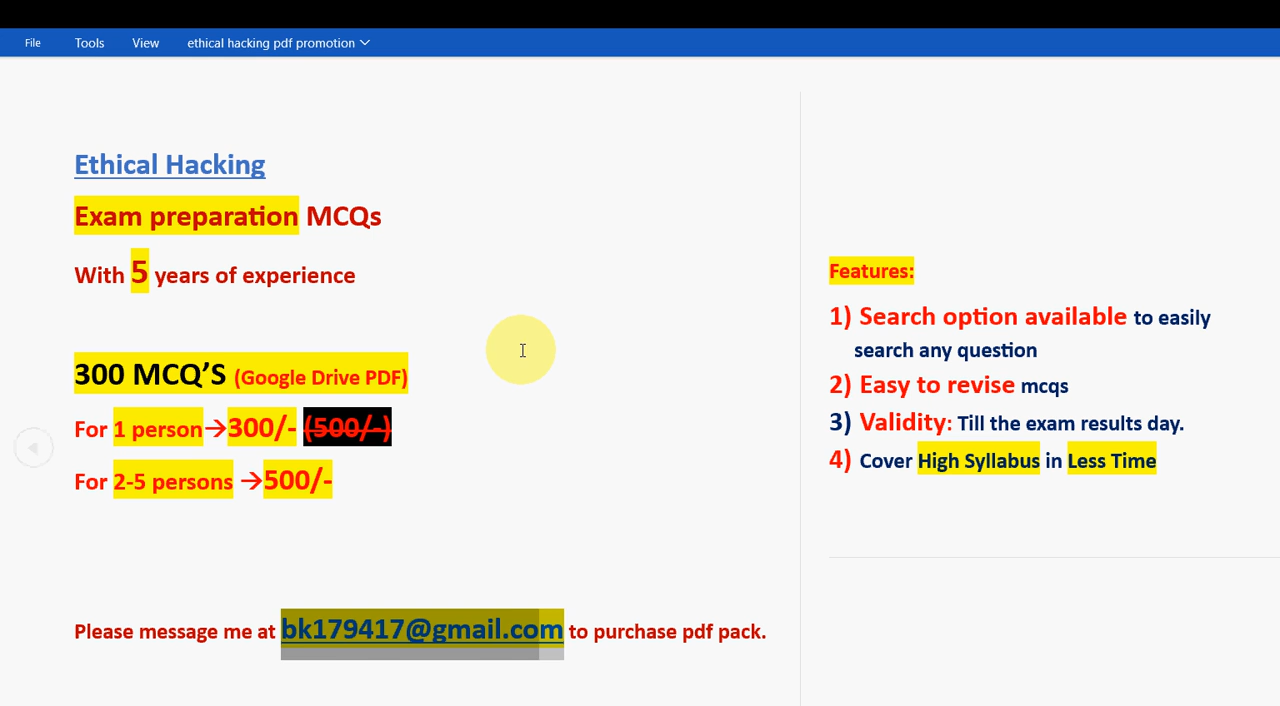 File Tools View ethical hacking pdf promotion
Ethical Hacking
Exam preparation MCQs
With 5 years of experience
300 MCQ’S (Google Drive PDF)
For 1 person→300/- (500/-)
For 2-5 persons →500/-
Please message me at bk179417@gmail.com to purchase pdf pack.
Features:
1) Search option available to easily
search any question
2) Easy to revise mcqs
3) Validity: Till the exam results day.
4) Cover High Syllabus in Less Time